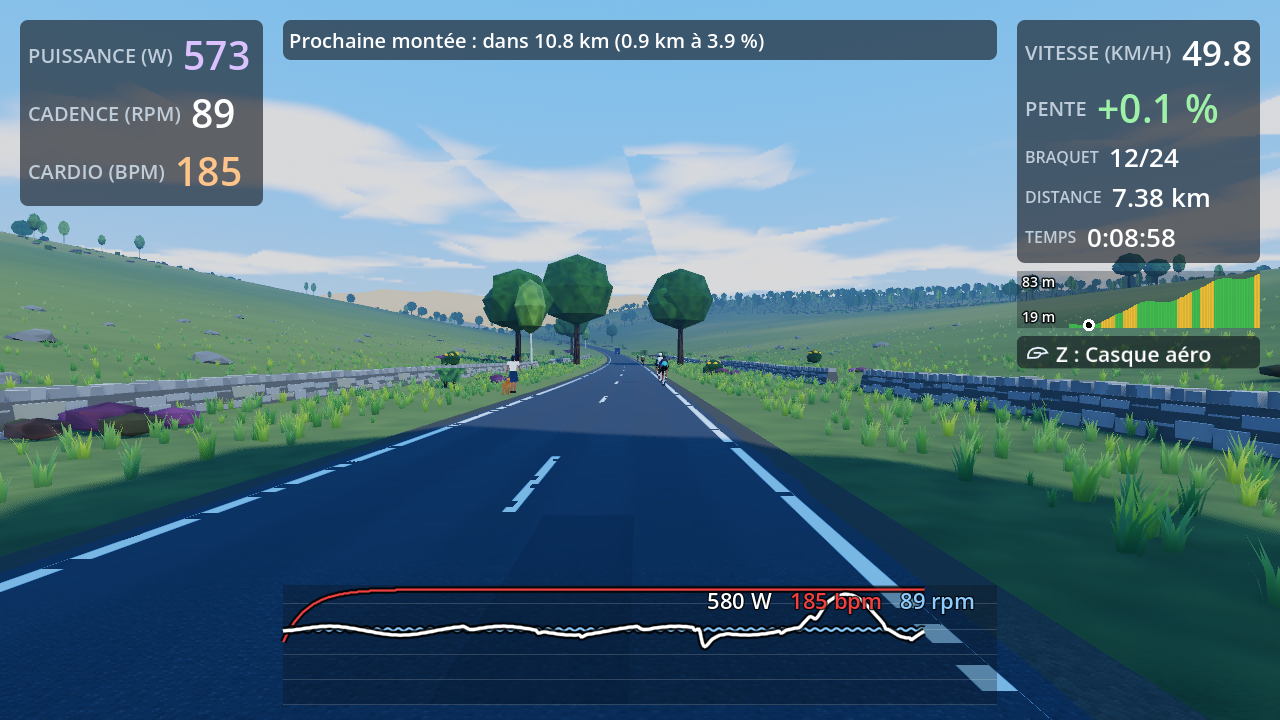 PUISSANCE (W) 573
CADENCE (RPM) 89
CARDIO (BPM) 185
Prochaine montée : dans 10.8 km (0.9 km à 3.9 %)
VITESSE (KM/H) 49.8
PENTE +0.1 %
BRAQUET 12/24
DISTANCE 7.38 km
TEMPS 0:08:58
83 m
19 m
Z : Casque aéro
580 W 185 bpm 89 rpm